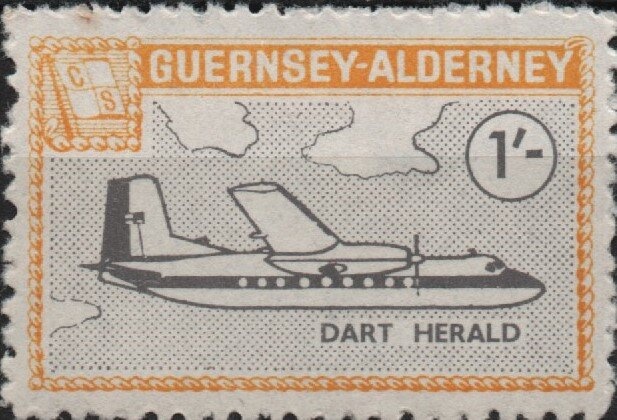 C S
GUERNSEY-ALDERNEY
1'-
DART HERALD